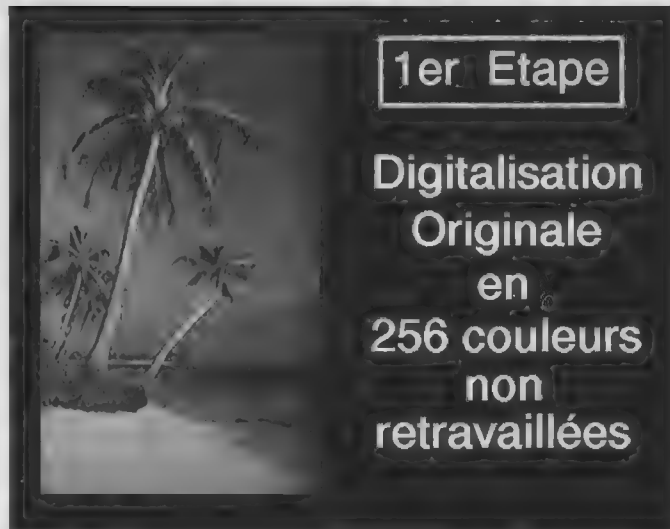 1er Etape
Digitalisation
Originale
en
256 couleurs
non
retravaillées